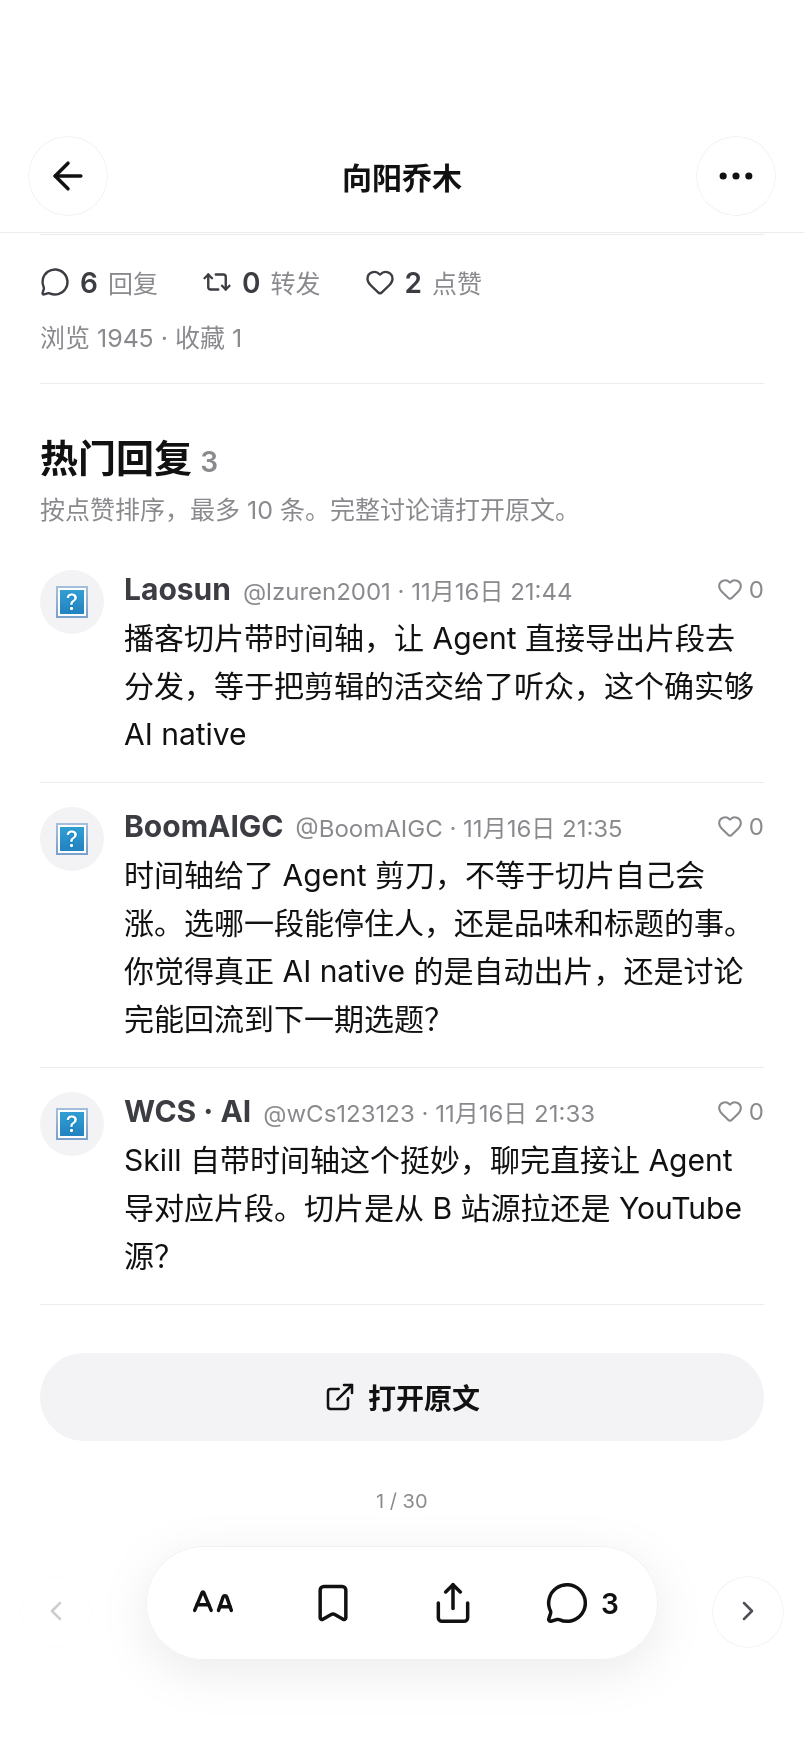 向阳乔木
6 回复 0 转发 2 点赞
浏览 1945 · 收藏 1
热门回复 3
按点赞排序，最多 10 条。完整讨论请打开原文。
Laosun @lzuren2001 · 11月16日 21:44 0
播客切片带时间轴，让 Agent 直接导出片段去
分发，等于把剪辑的活交给了听众，这个确实够
AI native
BoomAIGC @BoomAIGC · 11月16日 21:35 0
时间轴给了 Agent 剪刀，不等于切片自己会
涨。选哪一段能停住人，还是品味和标题的事。
你觉得真正 AI native 的是自动出片，还是讨论
完能回流到下一期选题？
WCS · AI @wCs123123 · 11月16日 21:33 0
Skill 自带时间轴这个挺妙，聊完直接让 Agent
导对应片段。切片是从 B 站源拉还是 YouTube
源？
打开原文
1 / 30
AA 3